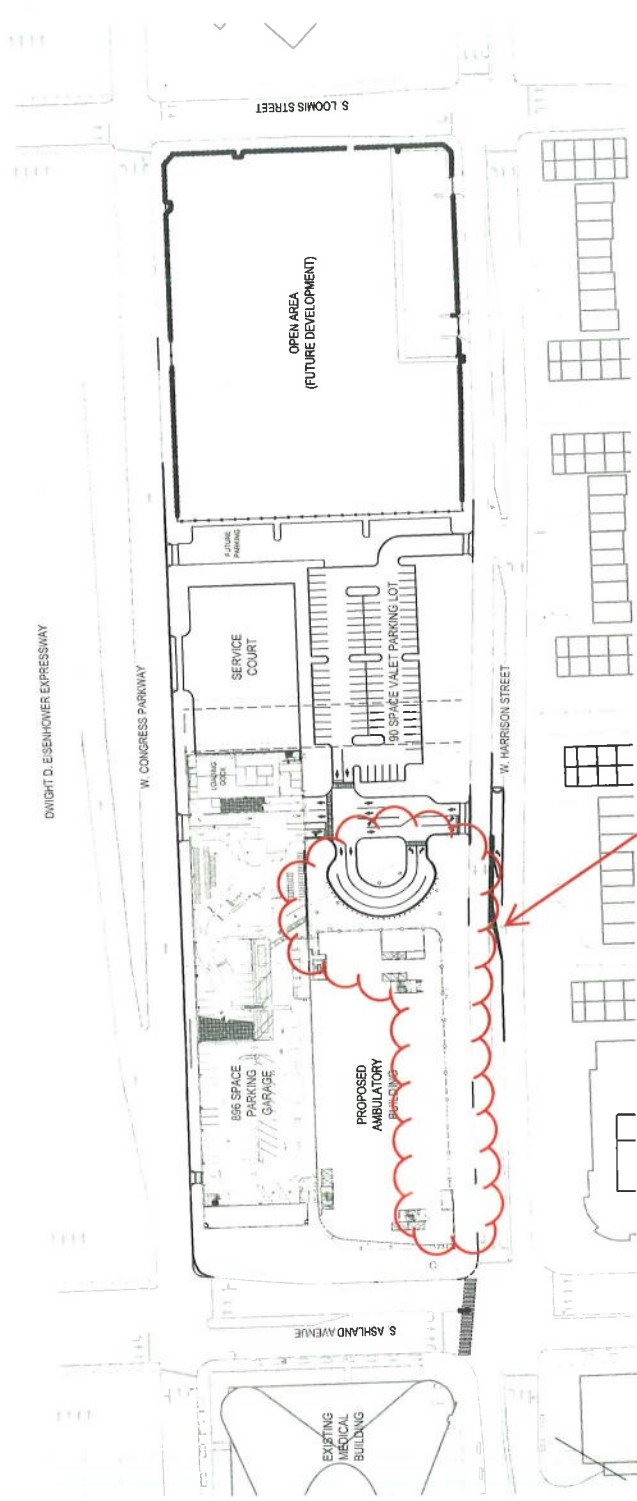 S. LOOMIS STREET
OPEN AREA
(FUTURE DEVELOPMENT)
DWIGHT D. EISENHOWER EXPRESSWAY
W. CONGRESS PARKWAY
FUTURE
PARKING
SERVICE
COURT
90 SPACE VALET PARKING LOT
W. HARRISON STREET
LOADING
DOCK
896 SPACE
PARKING
GARAGE
PROPOSED
AMBULATORY
BUILDING
S. ASHLAND AVENUE
EXISTING
MEDICAL
BUILDING